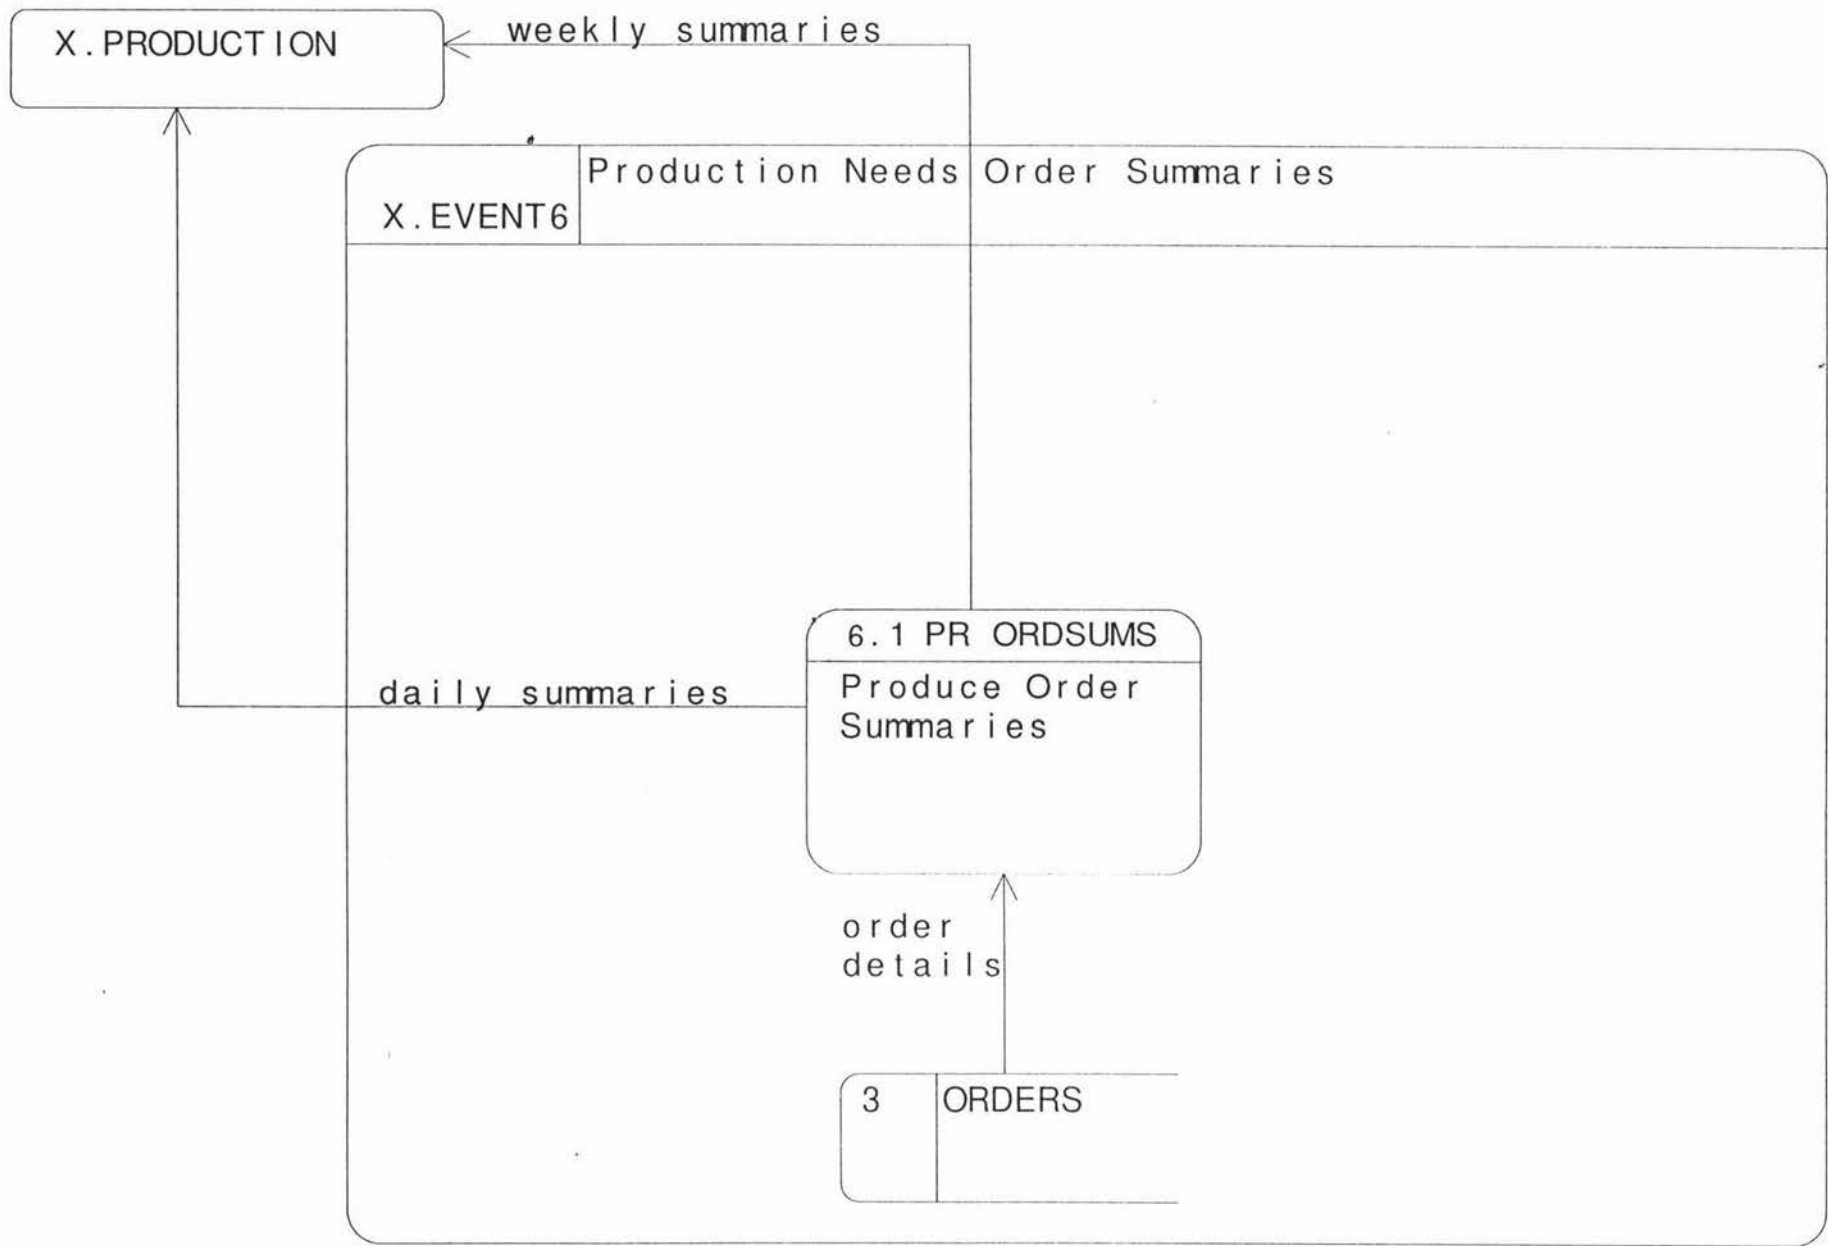 X.PRODUCTION
weekly summaries
Production Needs Order Summaries
X.EVENT6
6.1 PR ORDSUMS
daily summaries
Produce Order
Summaries
order
details
3 ORDERS